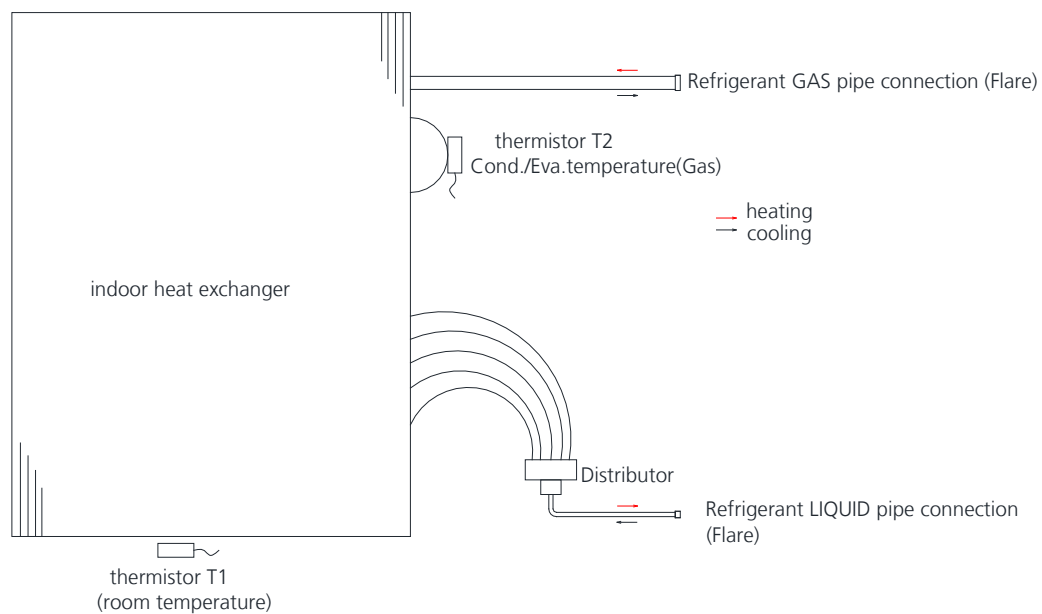 Refrigerant GAS pipe connection (Flare)
thermistor T2
Cond./Eva.temperature(Gas)
heating
cooling
indoor heat exchanger
Distributor
Refrigerant LIQUID pipe connection
(Flare)
thermistor T1
(room temperature)